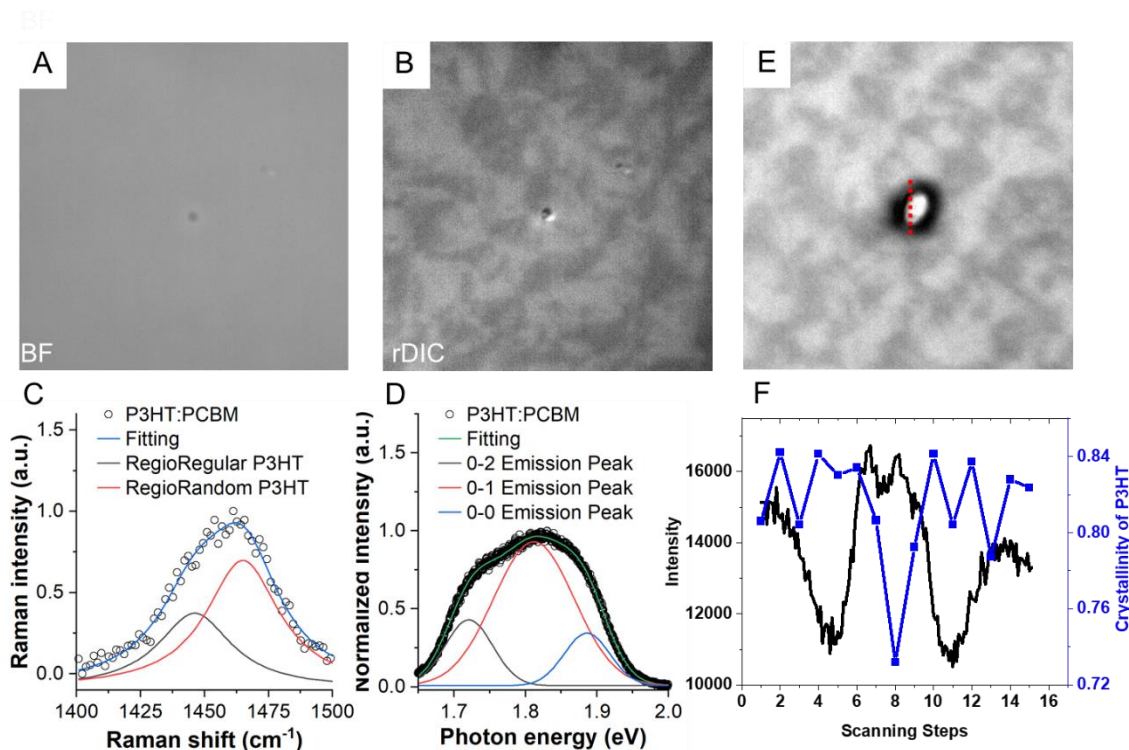 BF
A
B
E
BF
rDIC
C
P3HT:PCBM
Fitting
RegioRegular P3HT
RegioRandom P3HT
Raman intensity (a.u.)
1.0
0.5
0.0
1400 1425 1450 1475 1500
Raman shift (cm⁻¹)
D
P3HT:PCBM
Fitting
0-2 Emission Peak
0-1 Emission Peak
0-0 Emission Peak
Normalized intensity (a.u.)
1.5
1.0
0.5
0.0
1.7 1.8 1.9 2.0
Photon energy (eV)
F
Intensity
16000
14000
12000
10000
0 2 4 6 8 10 12 14 16
Scanning Steps
0.84
0.80
0.76
0.72
Crystallinity of P3HT